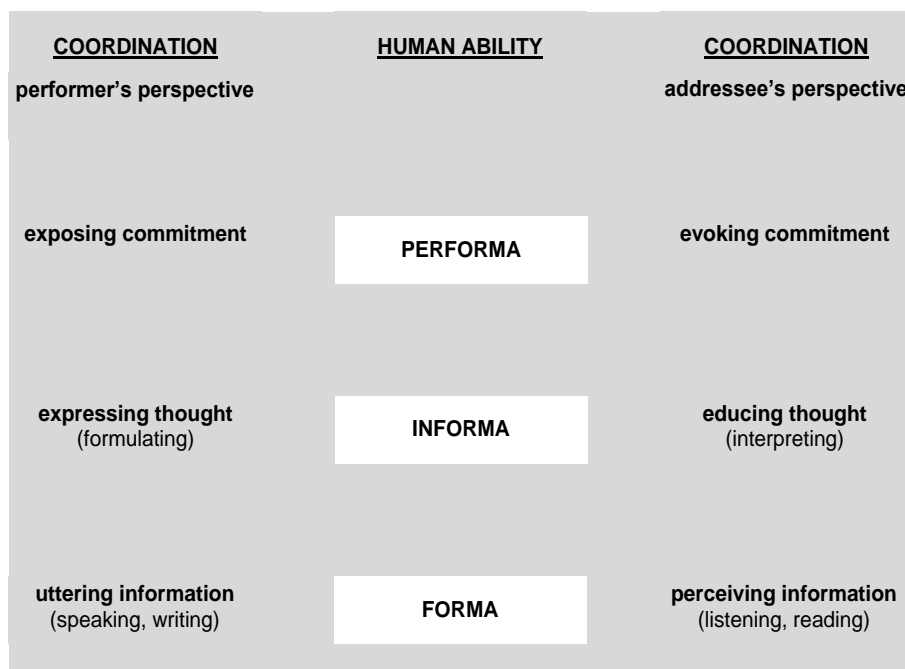 COORDINATION HUMAN ABILITY COORDINATION
performer's perspective addressee's perspective
exposing commitment PERFORMA evoking commitment
expressing thought INFORMA educing thought
(formulating) (interpreting)
uttering information FORMA perceiving information
(speaking, writing) (listening, reading)